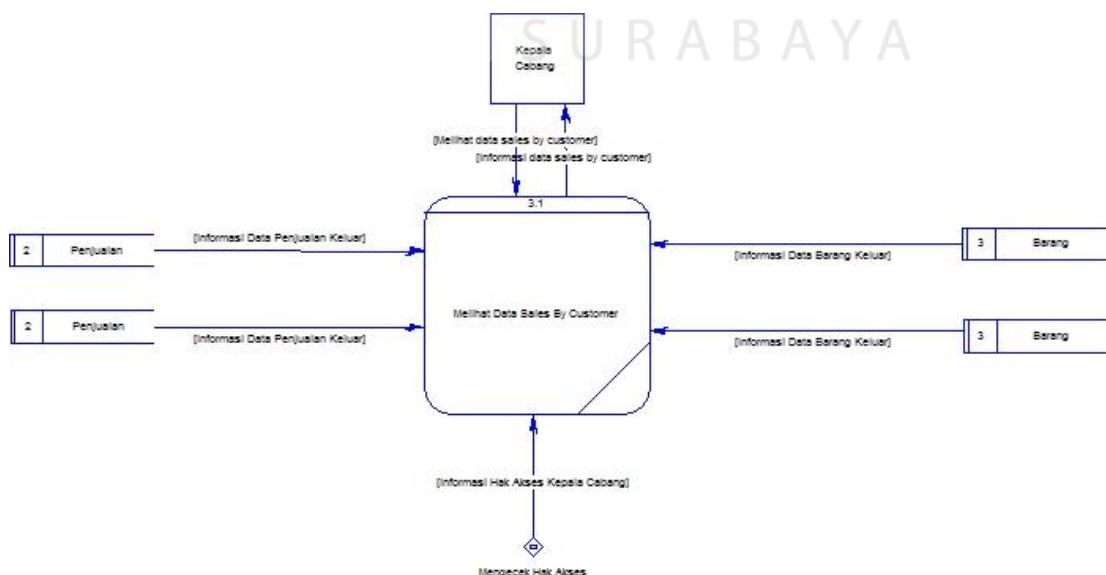 SURABAYA
Kepala
Cabang
[Melihat data sales by customer]
[Informasi data sales by customer]
3.1
[Informasi Data Penjualan Keluar]
2 Penjualan
3 Barang
[Informasi Data Barang Keluar]
Melihat Data Sales By Customer
2 Penjualan
3 Barang
[Informasi Data Penjualan Keluar]
[Informasi Data Barang Keluar]
[Informasi Hak Akses Kepala Cabang]
Mengecek Hak Akses